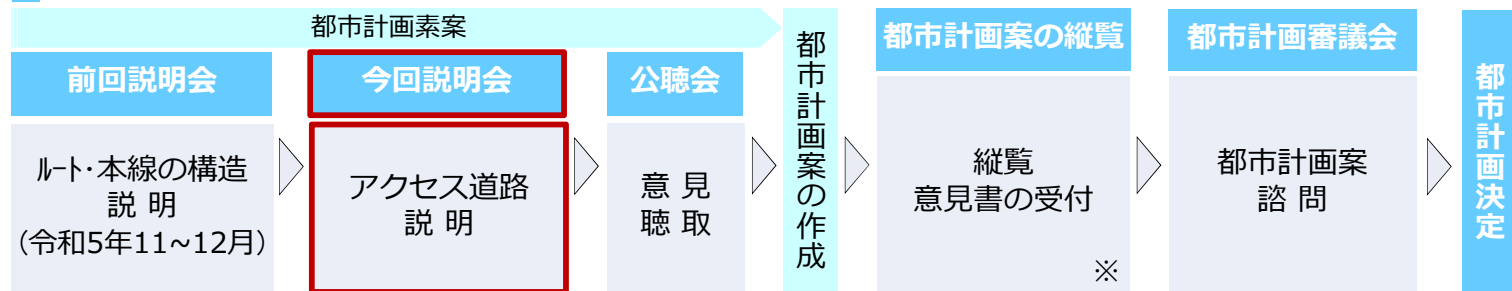 都市計画素案
前回説明会
ルート・本線の構造
説 明
（令和5年11~12月）
今回説明会
アクセス道路
説 明
公聴会
意 見
聴 取
都市計画案の作成
都市計画案の縦覧
縦覧
意見書の受付
※
都市計画審議会
都市計画案
諮 問
都市計画決定